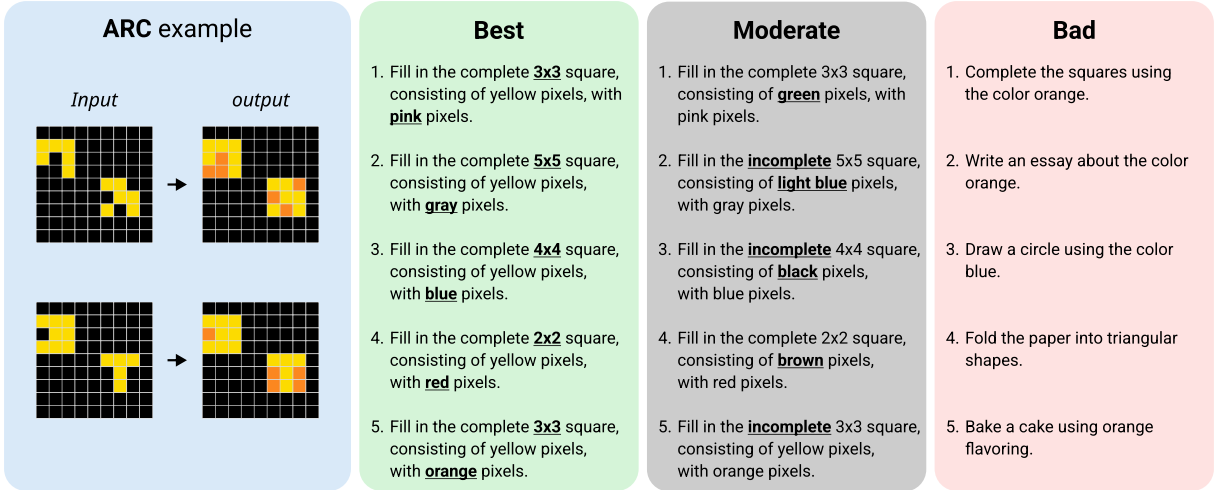 ARC example
Input
output
Best
1. Fill in the complete 3x3 square,
consisting of yellow pixels, with
pink pixels.
2. Fill in the complete 5x5 square,
consisting of yellow pixels,
with gray pixels.
3. Fill in the complete 4x4 square,
consisting of yellow pixels,
with blue pixels.
4. Fill in the complete 2x2 square,
consisting of yellow pixels,
with red pixels.
5. Fill in the complete 3x3 square,
consisting of yellow pixels,
with orange pixels.
Moderate
1. Fill in the complete 3x3 square,
consisting of green pixels, with
pink pixels.
2. Fill in the incomplete 5x5 square,
consisting of light blue pixels,
with gray pixels.
3. Fill in the incomplete 4x4 square,
consisting of black pixels,
with blue pixels.
4. Fill in the complete 2x2 square,
consisting of brown pixels,
with red pixels.
5. Fill in the incomplete 3x3 square,
consisting of yellow pixels,
with orange pixels.
Bad
1. Complete the squares using
the color orange.
2. Write an essay about the color
orange.
3. Draw a circle using the color
blue.
4. Fold the paper into triangular
shapes.
5. Bake a cake using orange
flavoring.